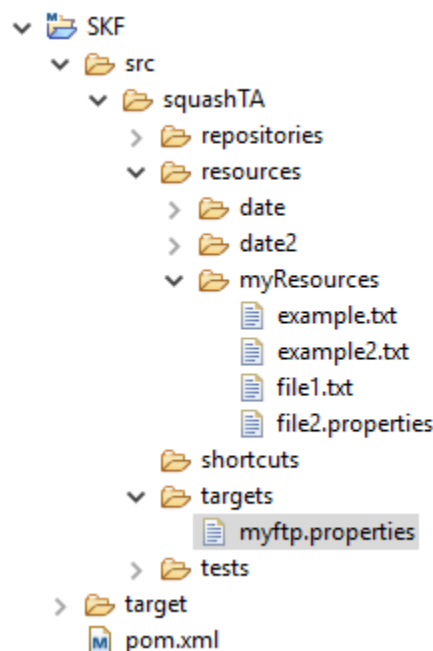 SKF
src
squashTA
repositories
resources
date
date2
myResources
example.txt
example2.txt
file1.txt
file2.properties
shortcuts
targets
myftp.properties
tests
target
pom.xml